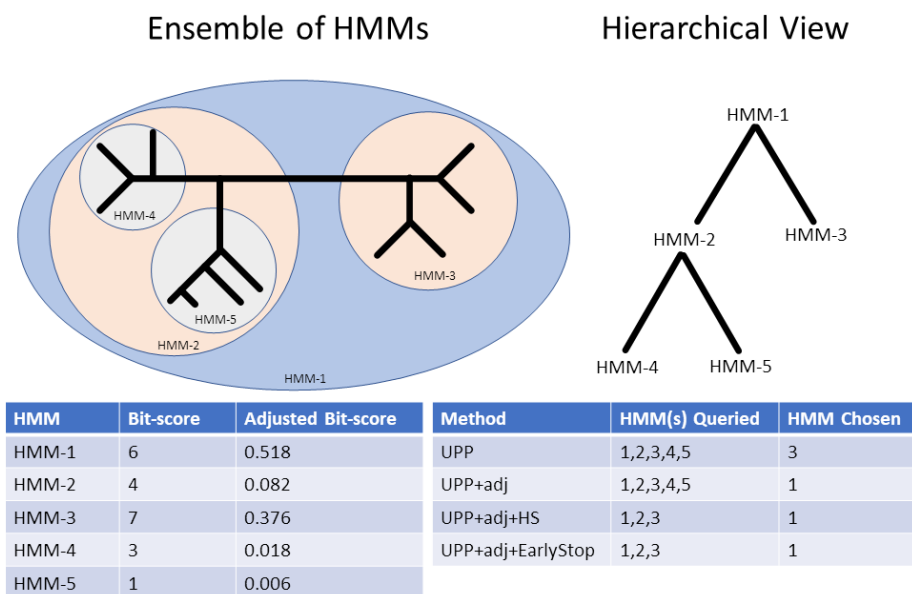 Ensemble of HMMs
Hierarchical View
HMM-4
HMM-5
HMM-2
HMM-3
HMM-1
HMM-1
HMM-2
HMM-3
HMM-4
HMM-5
HMM Bit-score Adjusted Bit-score
HMM-1 6 0.518
HMM-2 4 0.082
HMM-3 7 0.376
HMM-4 3 0.018
HMM-5 1 0.006
Method HMM(s) Queried HMM Chosen
UPP 1,2,3,4,5 3
UPP+adj 1,2,3,4,5 1
UPP+adj+HS 1,2,3 1
UPP+adj+EarlyStop 1,2,3 1